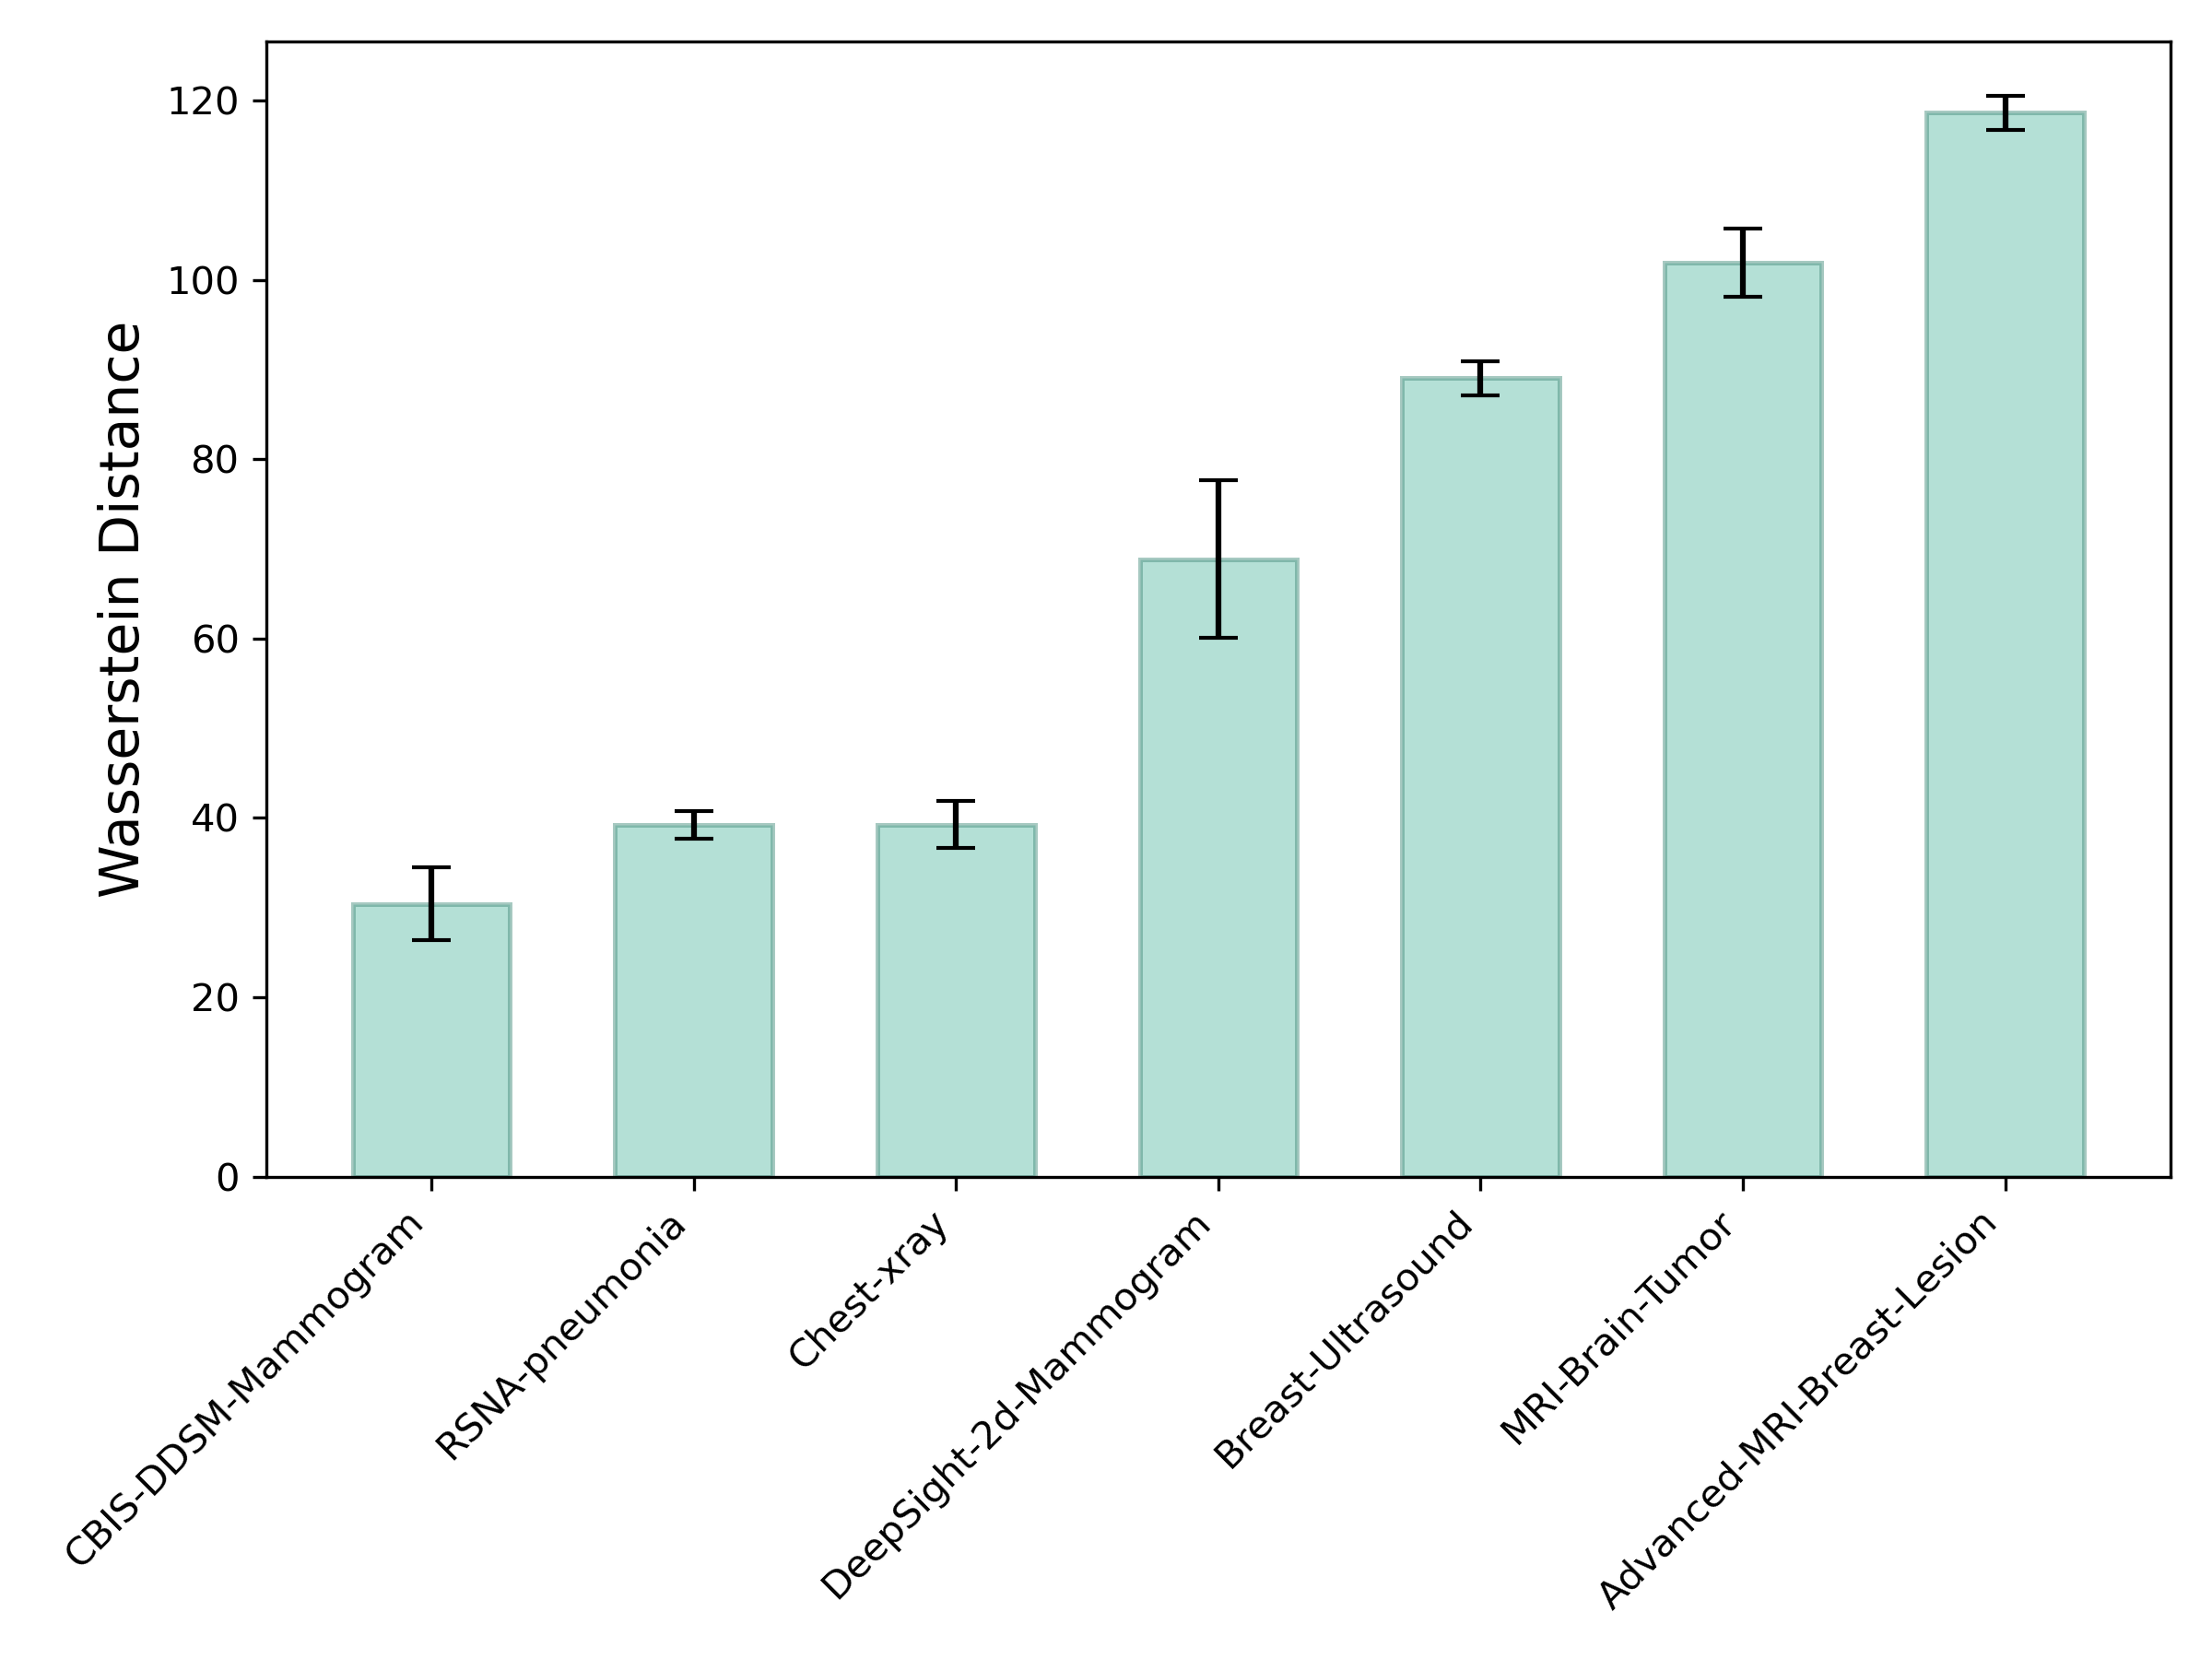 Wasserstein Distance
120
100
80
60
40
20
0
CBIS-DDSM-Mammogram
RSNA-pneumonia
Chest-xray
DeepSight-2d-Mammogram
Breast-Ultrasound
MRI-Brain-Tumor
Advanced-MRI-Breast-Lesion